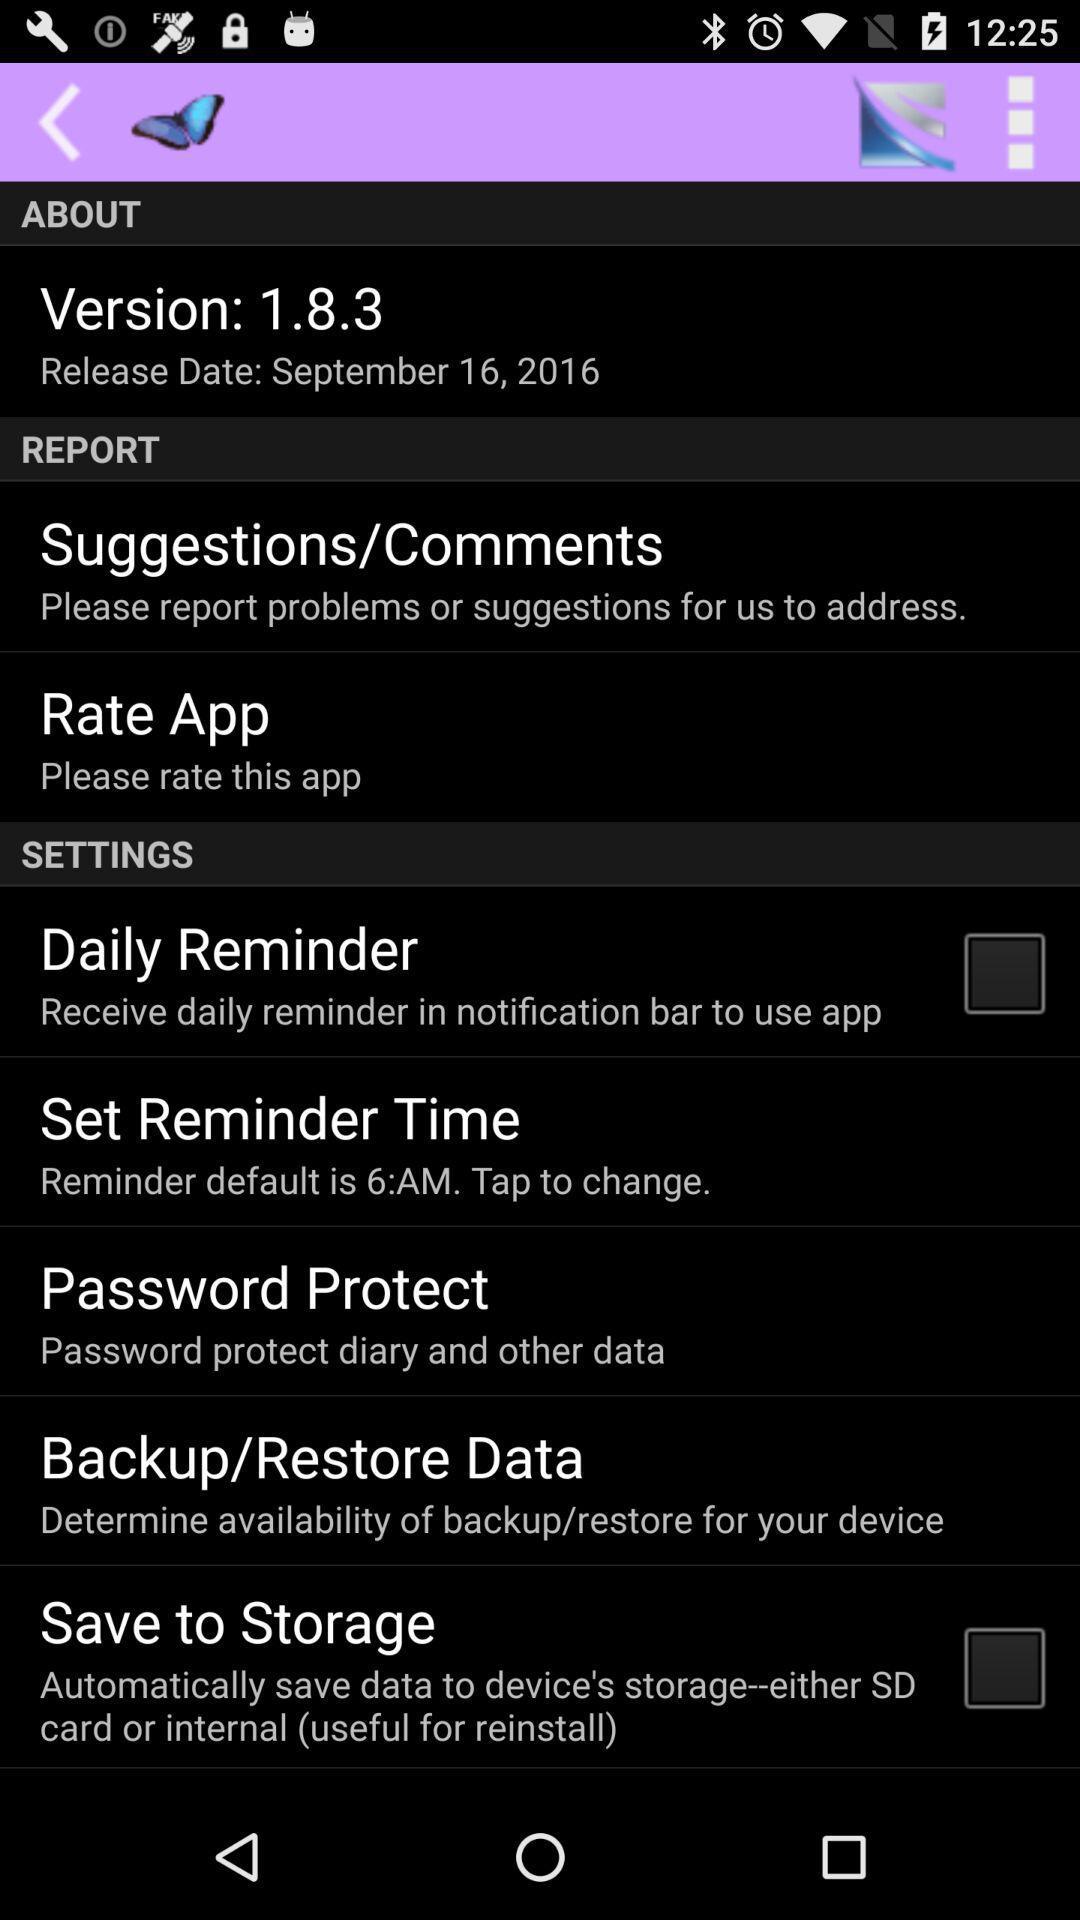 FAKE
12:25
ABOUT
Version: 1.8.3
Release Date: September 16, 2016
REPORT
Suggestions/Comments
Please report problems or suggestions for us to address.
Rate App
Please rate this app
SETTINGS
Daily Reminder
Receive daily reminder in notification bar to use app
Set Reminder Time
Reminder default is 6:AM. Tap to change.
Password Protect
Password protect diary and other data
Backup/Restore Data
Determine availability of backup/restore for your device
Save to Storage
Automatically save data to device's storage--either SD
card or internal (useful for reinstall)